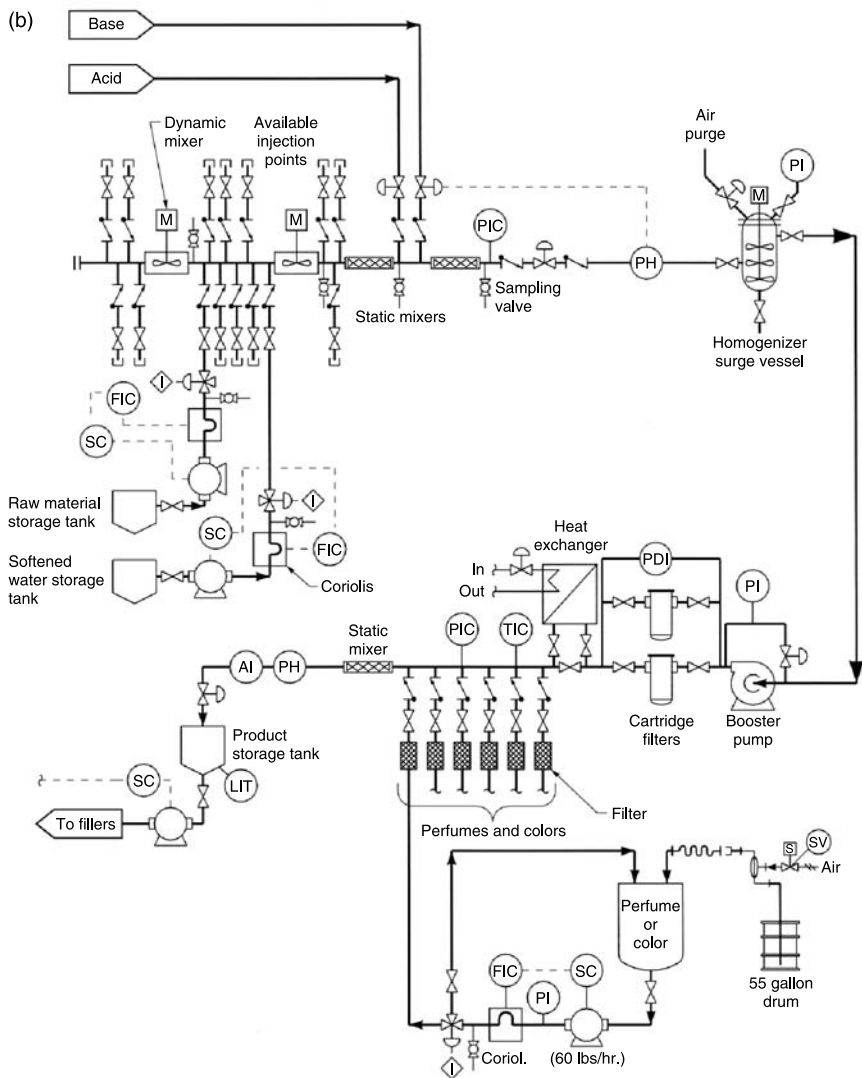 (b)
Base
Acid
Dynamic
mixer
Available
injection
points
Air
purge
PI
M
M
M
PIC
PH
Sampling
valve
Static mixers
Homogenizer
surge vessel
I
FIC
SC
Raw material
storage tank
I
SC
FIC
Softened
water storage
tank
Coriolis
Heat
exchanger
In
Out
PDI
PI
Static
mixer
PIC
TIC
AI
PH
Cartridge
filters
Booster
pump
Product
storage tank
LIT
SC
To fillers
Filter
Perfumes and colors
S
SV
Air
Perfume
or
color
FIC
SC
PI
55 gallon
drum
I
Coriol.
(60 lbs/hr.)